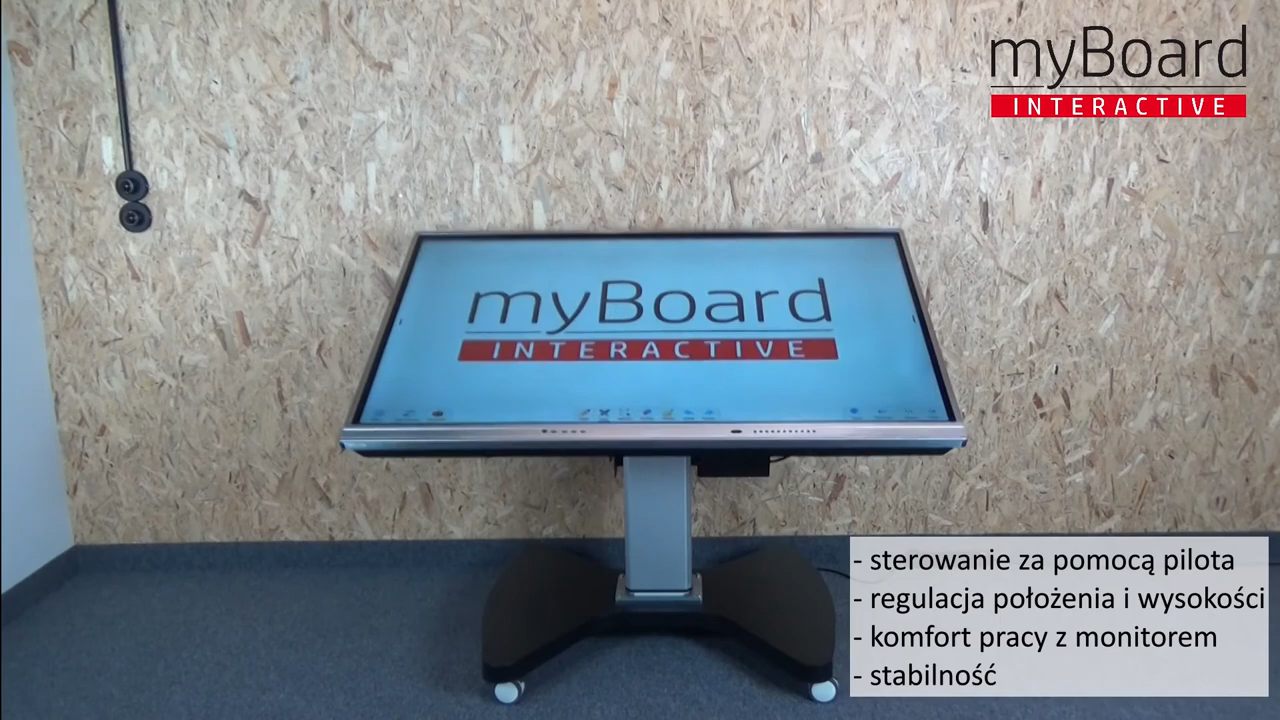 myBoard
INTERACTIVE
myBoard
INTERACTIVE
- sterowanie za pomocą pilota
- regulacja położenia i wysokości
- komfort pracy z monitorem
- stabilność